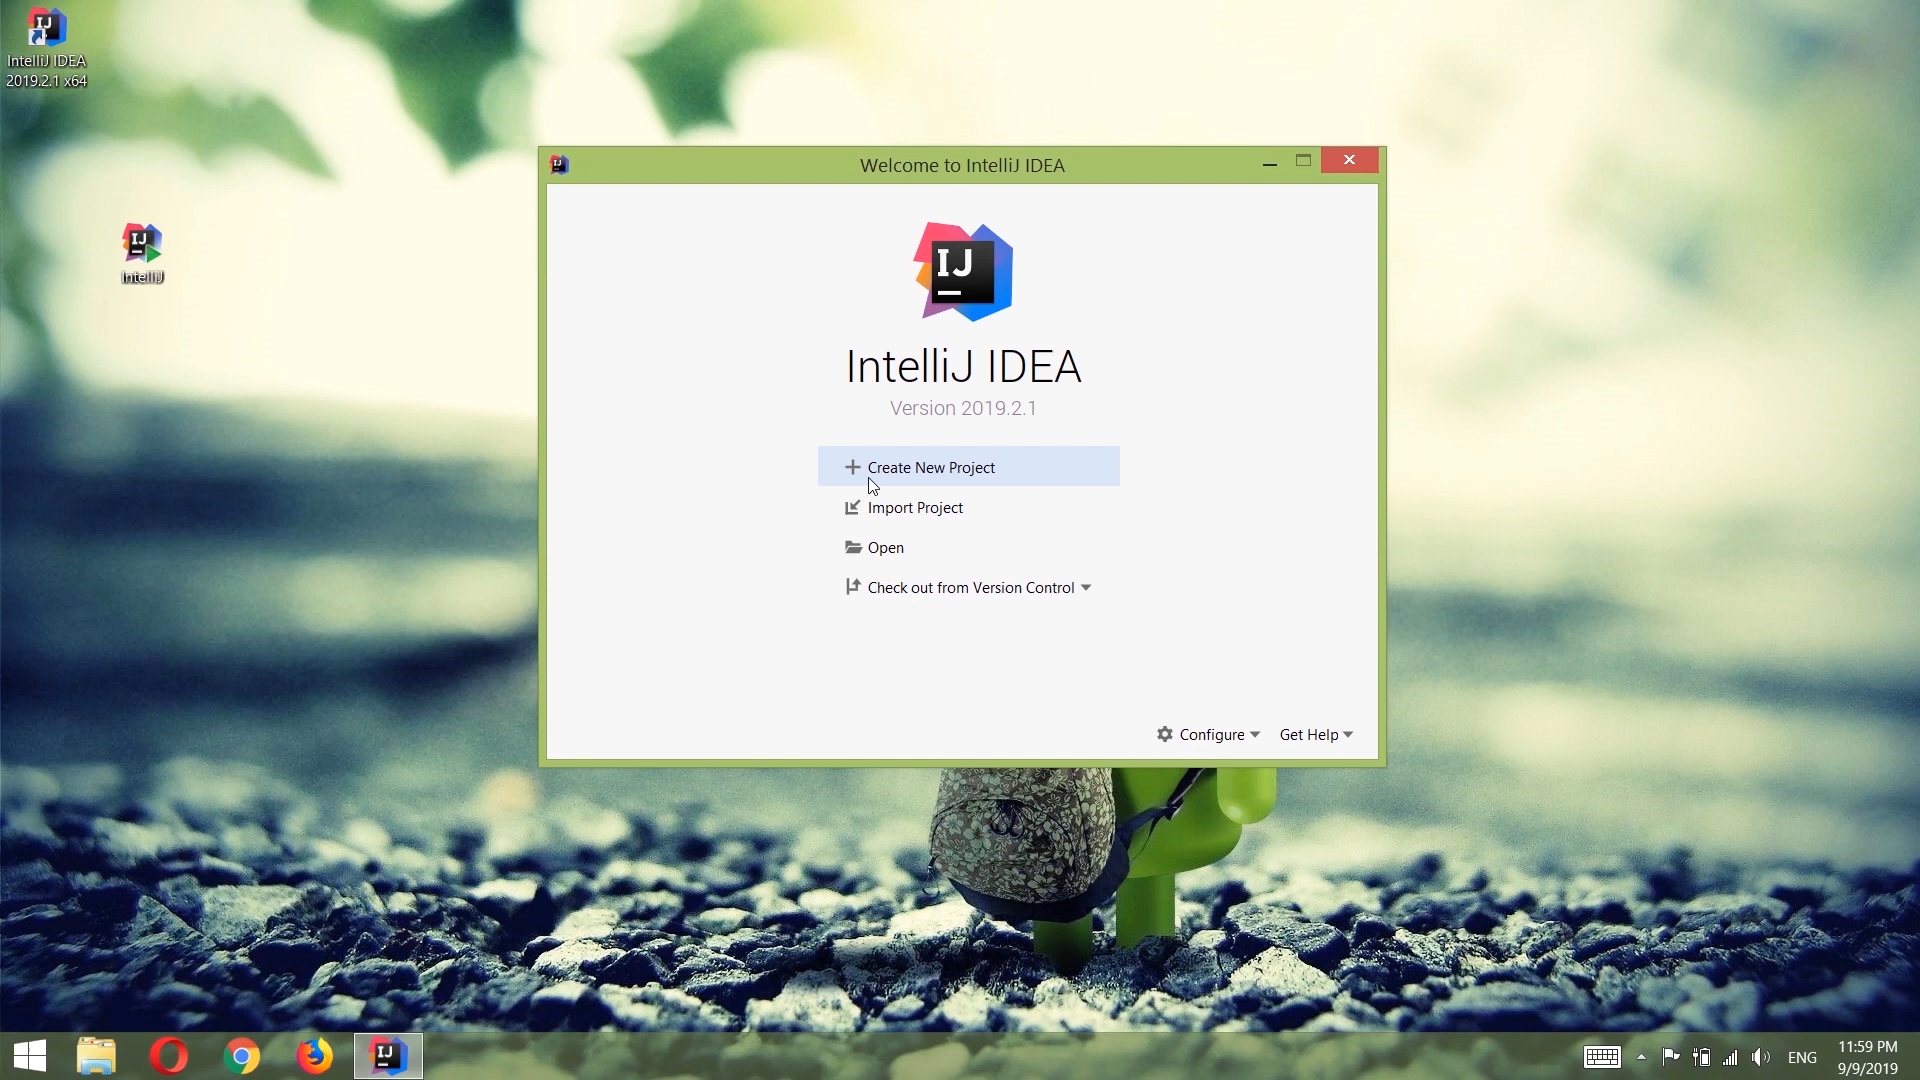 IntelliJ IDEA
2019.2.1 x64
IntelliJ
Welcome to IntelliJ IDEA
IJ
IntelliJ IDEA
Version 2019.2.1
Create New Project
Import Project
Open
Check out from Version Control
Configure
Get Help
ENG
11:59 PM
9/9/2019